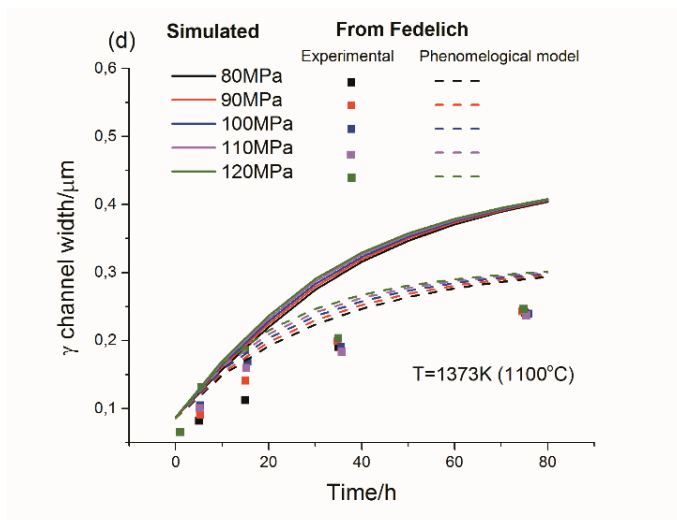 (d) Simulated From Fedelich
Experimental Phenomelogical model
80MPa
90MPa
100MPa
110MPa
120MPa
0,6
0,5
0,4
0,3
0,2
0,1
γ channel width/μm
T=1373K (1100°C)
0 20 40 60 80
Time/h